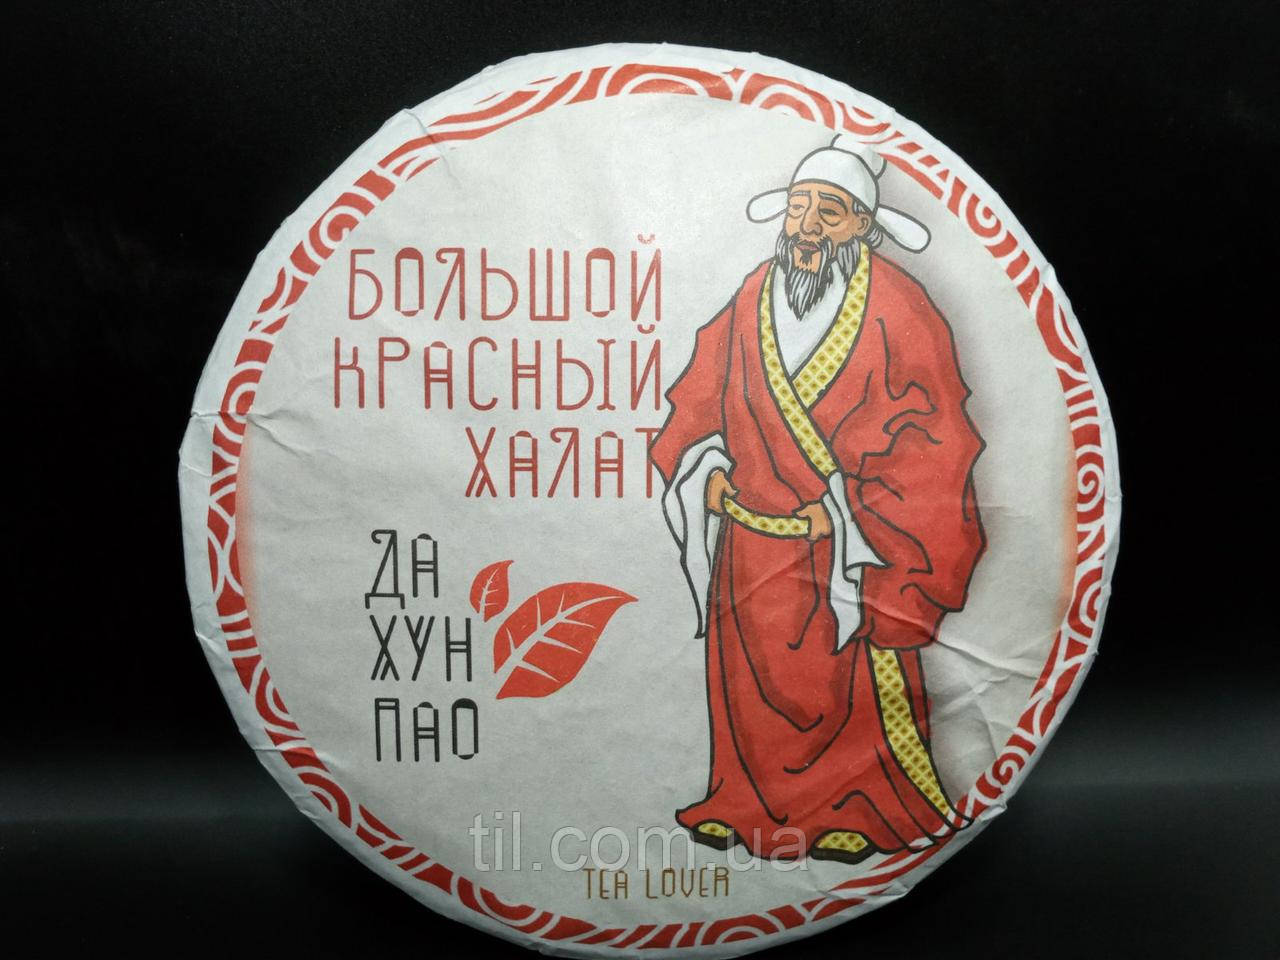 БОЛЬШОЙ
КРАСНЫЙ
ХАЛАТ
ДА
ХУН
ПАО
til.com.ua
TEA LOVER